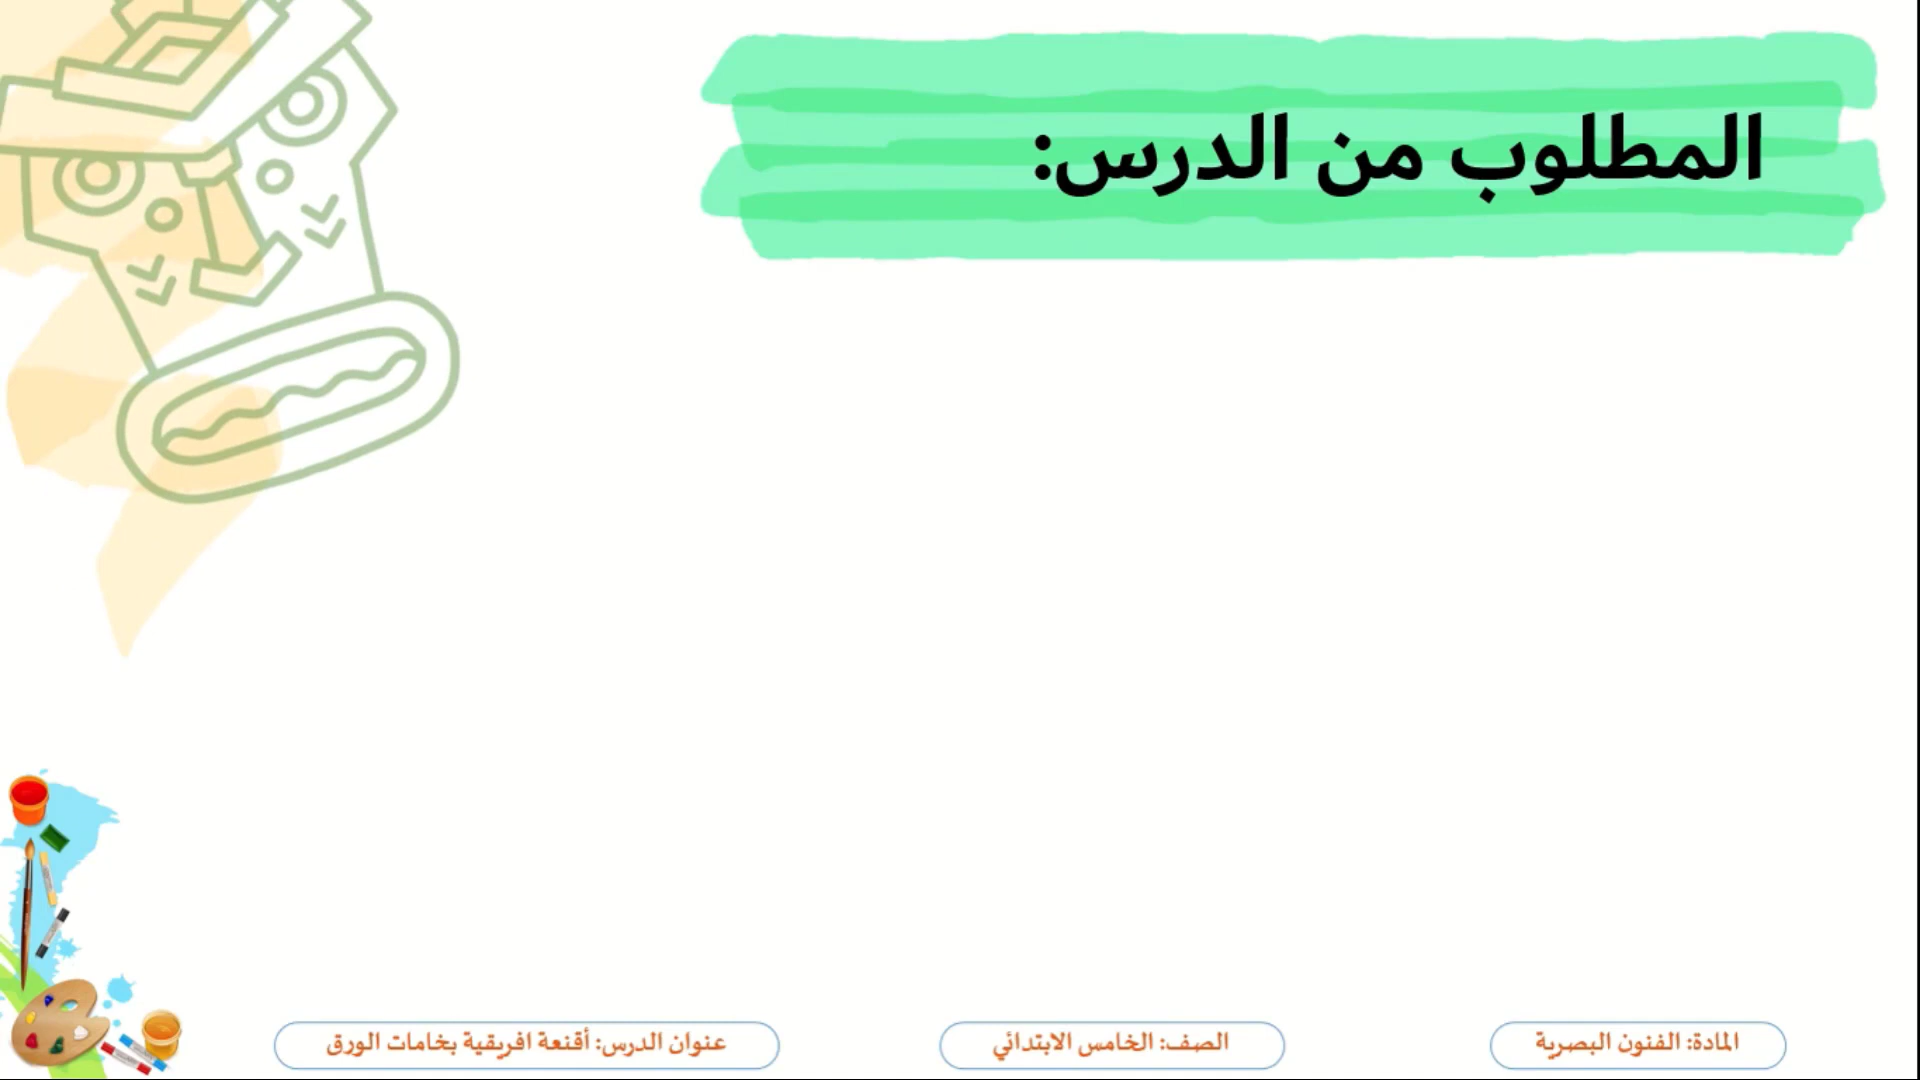 المطلوب من الدرس:
المادة: الفنون البصرية
الصف: الخامس الابتدائي
عنوان الدرس: أقنعة افريقية بخامات الورق